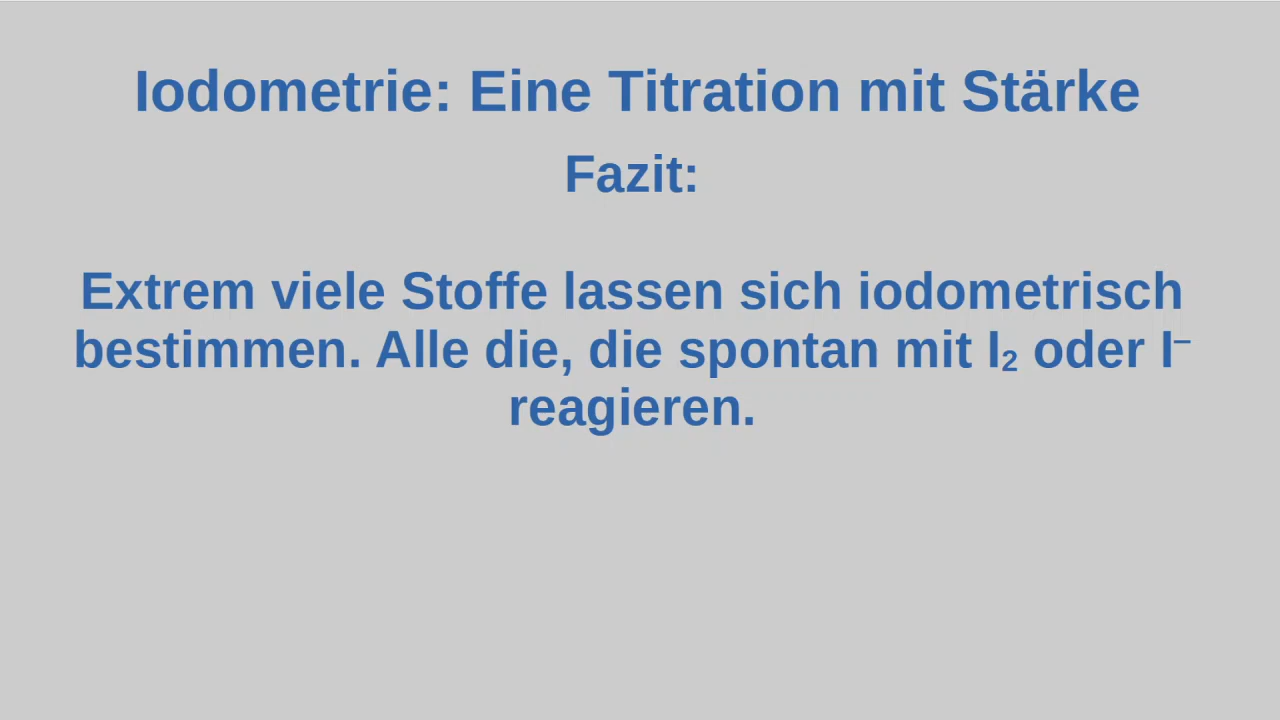 Iodometrie: Eine Titration mit Stärke
Fazit:
Extrem viele Stoffe lassen sich iodometrisch
bestimmen. Alle die, die spontan mit I₂ oder I⁻
reagieren.